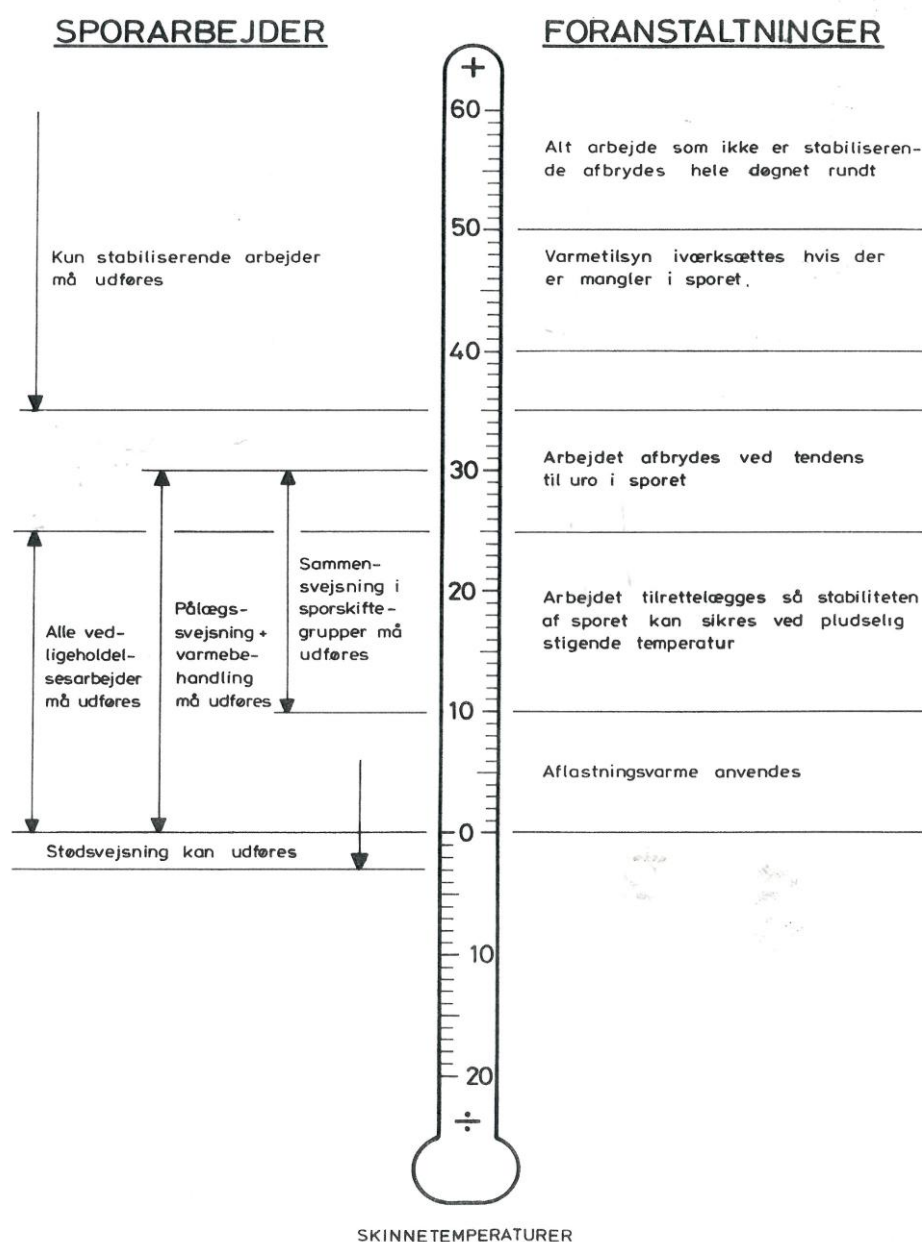 SPORARBEJDER
FORANSTALTNINGER
+
60
50
40
30
20
10
0
10
20
÷
Kun stabiliserende arbejder
må udføres
Alle ved-
ligeholdel-
sesarbejder
må udføres
Pålægs-
svejsning +
varmebe-
handling
må udføres
Sammen-
svejsning i
sporskifte-
grupper må
udføres
Stødsvejsning kan udføres
Alt arbejde som ikke er stabiliseren-
de afbrydes hele døgnet rundt
Varmetilsyn iværksættes hvis der
er mangler i sporet.
Arbejdet afbrydes ved tendens
til uro i sporet
Arbejdet tilrettelægges så stabiliteten
af sporet kan sikres ved pludselig
stigende temperatur
Aflastningsvarme anvendes
SKINNETEMPERATURER